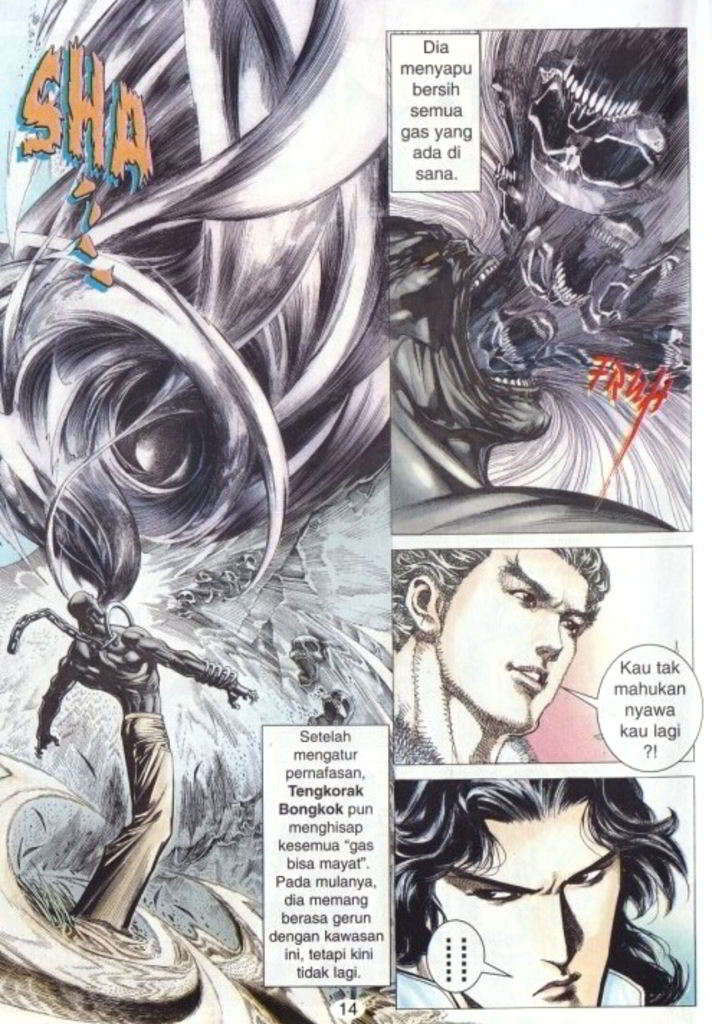 SHA
Setelah
mengatur
pernafasan,
Tengkorak
Bongkok pun
menghisap
kesemua “gas
bisa mayat”.
Pada mulanya,
dia memang
berasa gerun
dengan kawasan
ini, tetapi kini
tidak lagi.
Dia
menyapu
bersih
semua
gas yang
ada di
sana.
FRUH
Kau tak
mahukan
nyawa
kau lagi
?!
!!
14